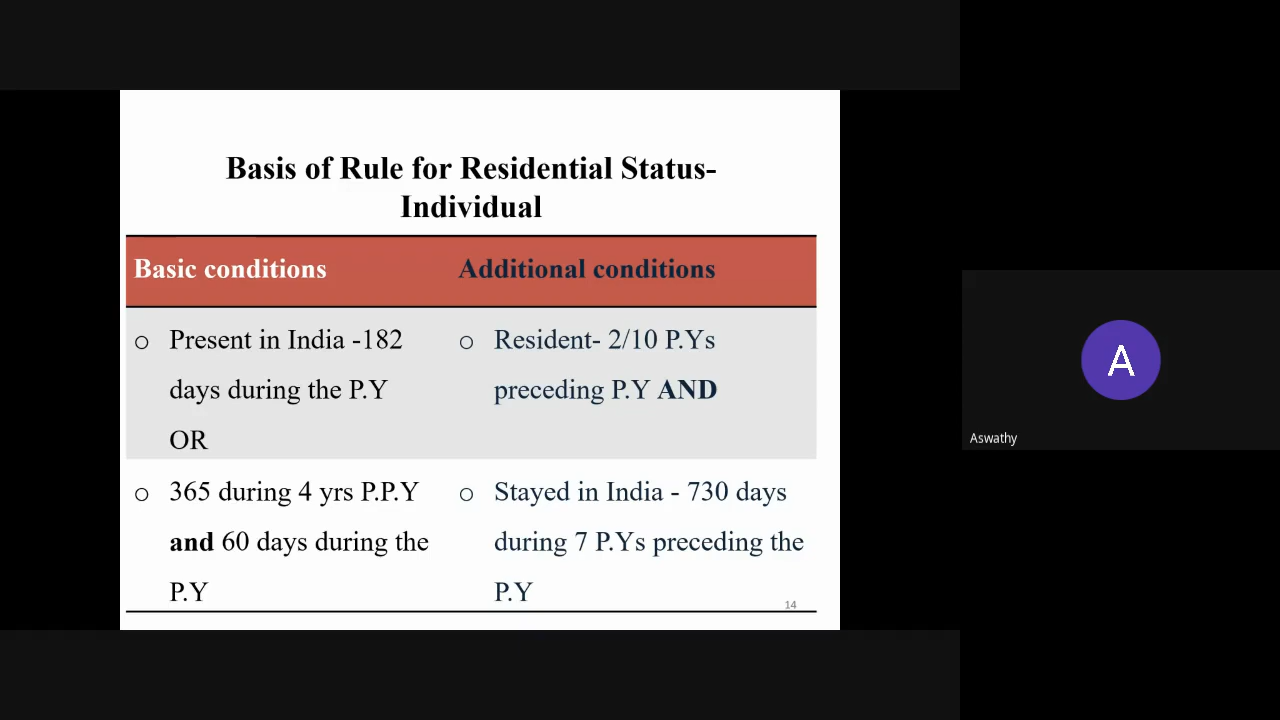 Basis of Rule for Residential Status-
Individual
Basic conditions
Additional conditions
o Present in India -182
days during the P.Y
OR
o Resident- 2/10 P.Ys
preceding P.Y AND
o 365 during 4 yrs P.P.Y
and 60 days during the
P.Y
o Stayed in India - 730 days
during 7 P.Ys preceding the
P.Y
14
A
Aswathy